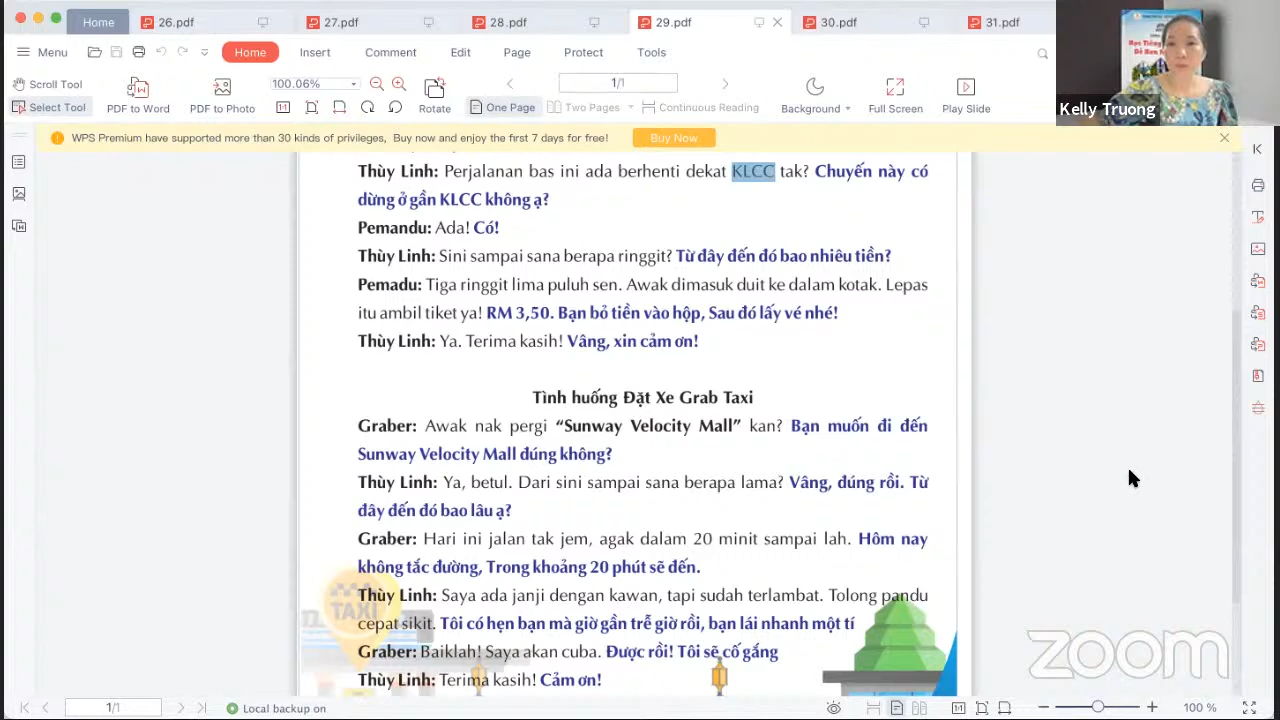 Home 26.pdf 27.pdf 28.pdf 29.pdf 30.pdf 31.pdf
Menu Home Insert Comment Edit Page Protect Tools
Scroll Tool 100.06% 1/1
Select Tool PDF to Word PDF to Photo Rotate One Page Two Pages Continuous Reading Background Full Screen Play Slide
Kelly Truong
WPS Premium have supported more than 30 kinds of privileges, Buy now and enjoy the first 7 days for free! Buy Now
Thùy Linh: Perjalanan bas ini ada berhenti dekat KLCC tak? Chuyến này có
dừng ở gần KLCC không ạ?
Pemandu: Ada! Có!
Thùy Linh: Sini sampai sana berapa ringgit? Từ đây đến đó bao nhiêu tiền?
Pemadu: Tiga ringgit lima puluh sen. Awak dimasuk duit ke dalam kotak. Lepas
itu ambil tiket ya! RM 3,50. Bạn bỏ tiền vào hộp, Sau đó lấy vé nhé!
Thùy Linh: Ya. Terima kasih! Vâng, xin cảm ơn!
Tình huống Đặt Xe Grab Taxi
Graber: Awak nak pergi “Sunway Velocity Mall” kan? Bạn muốn đi đến
Sunway Velocity Mall đúng không?
Thùy Linh: Ya, betul. Dari sini sampai sana berapa lama? Vâng, đúng rồi. Từ
đây đến đó bao lâu ạ?
Graber: Hari ini jalan tak jem, agak dalam 20 minit sampai lah. Hôm nay
không tắc đường, Trong khoảng 20 phút sẽ đến.
Thùy Linh: Saya ada janji dengan kawan, tapi sudah terlambat. Tolong pandu
cepat sikit. Tôi có hẹn bạn mà giờ gần trễ giờ rồi, bạn lái nhanh một tí
Graber: Baiklah! Saya akan cuba. Được rồi! Tôi sẽ cố gắng
Thùy Linh: Terima kasih! Cảm ơn!
TAXI
zoom
1/1 Local backup on 100 %